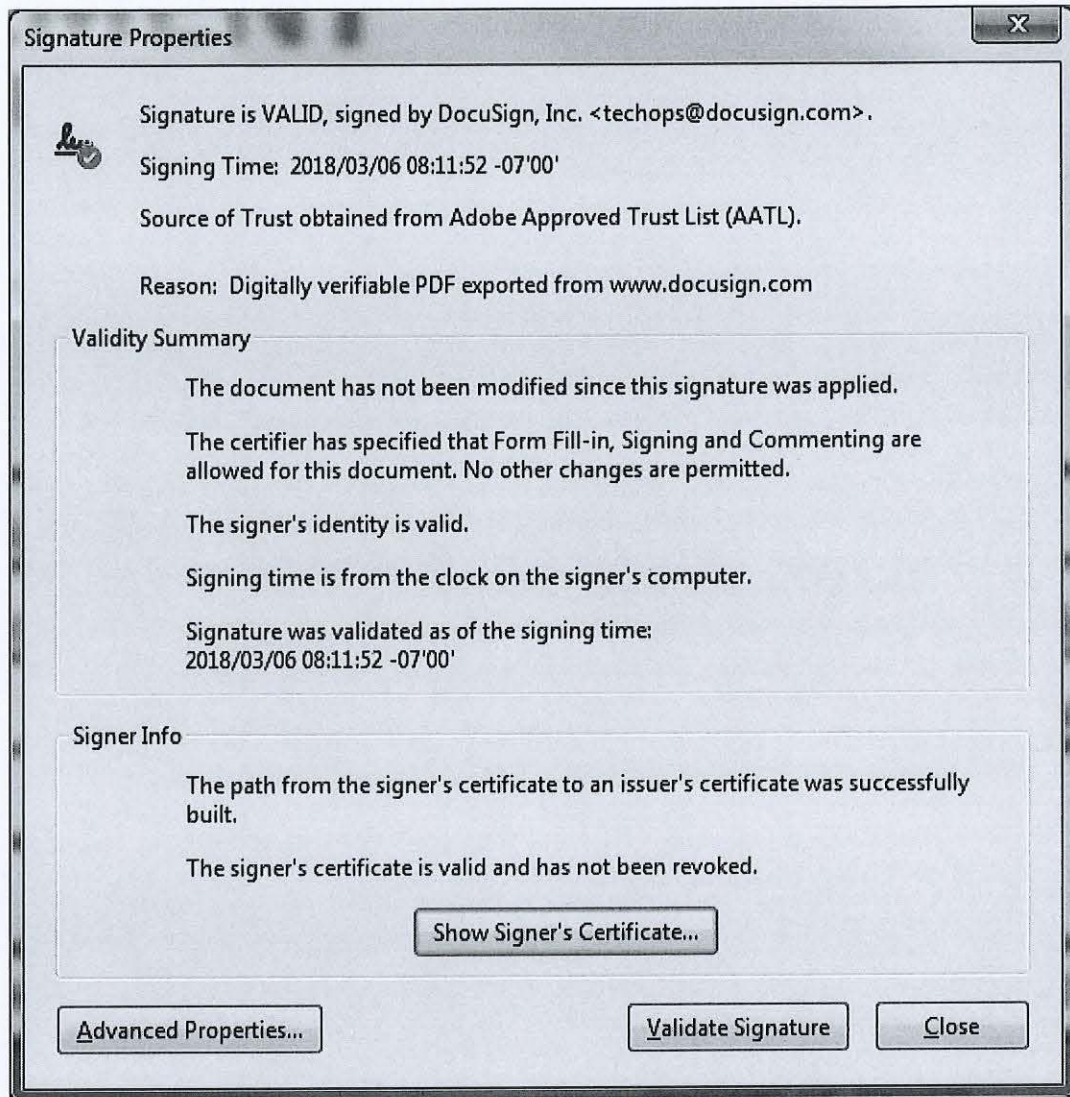 Signature Properties
Signature is VALID, signed by DocuSign, Inc. <techops@docusign.com>.
Signing Time: 2018/03/06 08:11:52 -07'00'
Source of Trust obtained from Adobe Approved Trust List (AATL).
Reason: Digitally verifiable PDF exported from www.docusign.com
Validity Summary
The document has not been modified since this signature was applied.
The certifier has specified that Form Fill-in, Signing and Commenting are
allowed for this document. No other changes are permitted.
The signer's identity is valid.
Signing time is from the clock on the signer's computer.
Signature was validated as of the signing time:
2018/03/06 08:11:52 -07'00'
Signer Info
The path from the signer's certificate to an issuer's certificate was successfully
built.
The signer's certificate is valid and has not been revoked.
Show Signer's Certificate...
Advanced Properties...
Validate Signature
Close